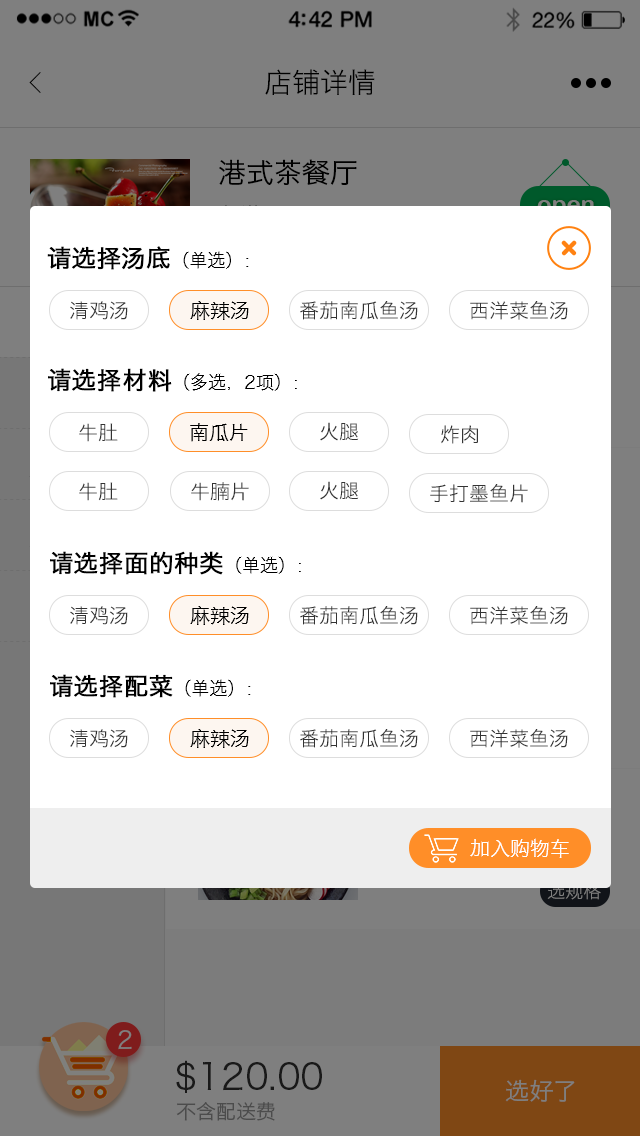 MC 4:42 PM 22%
店铺详情
港式茶餐厅
open
请选择汤底（单选）:
清鸡汤 麻辣汤 番茄南瓜鱼汤 西洋菜鱼汤
请选择材料（多选，2项）:
牛肚 南瓜片 火腿 炸肉
牛肚 牛腩片 火腿 手打墨鱼片
请选择面的种类（单选）:
清鸡汤 麻辣汤 番茄南瓜鱼汤 西洋菜鱼汤
请选择配菜（单选）:
清鸡汤 麻辣汤 番茄南瓜鱼汤 西洋菜鱼汤
加入购物车
选规格
2
$120.00
不含配送费
选好了